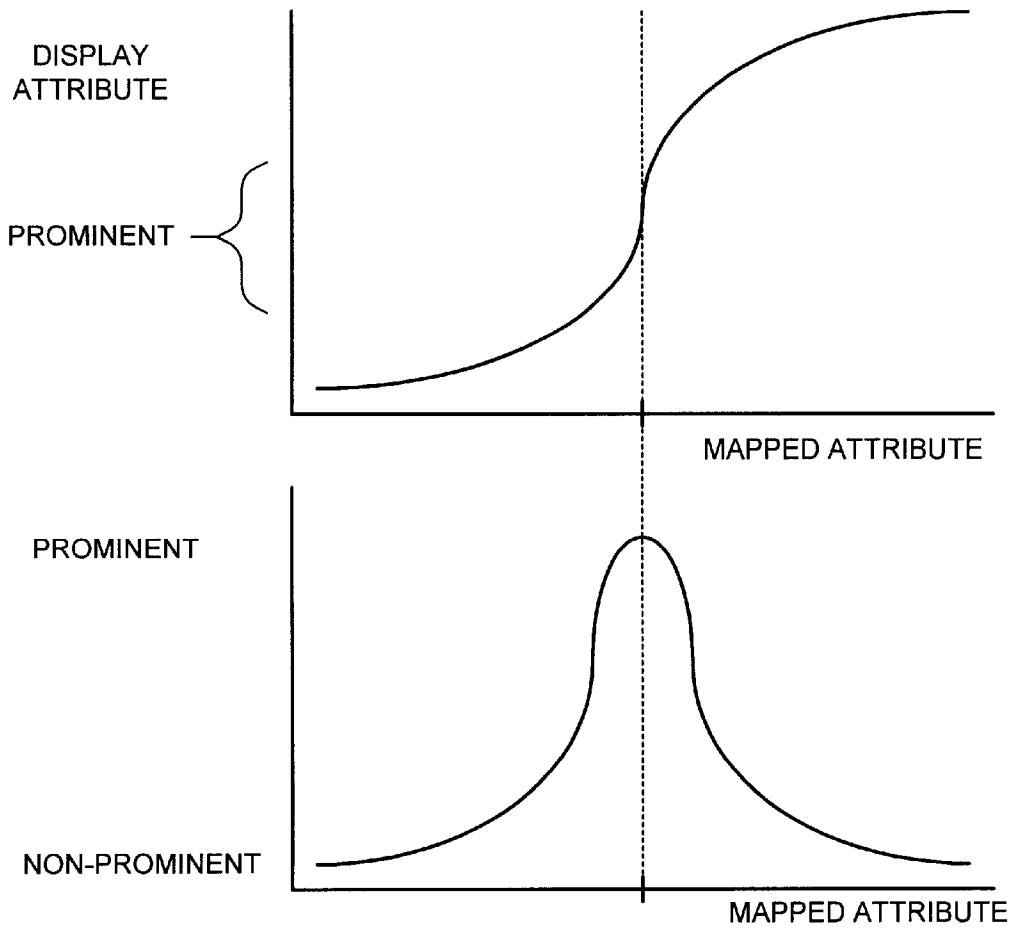 DISPLAY
ATTRIBUTE
PROMINENT
MAPPED ATTRIBUTE
PROMINENT
NON-PROMINENT
MAPPED ATTRIBUTE